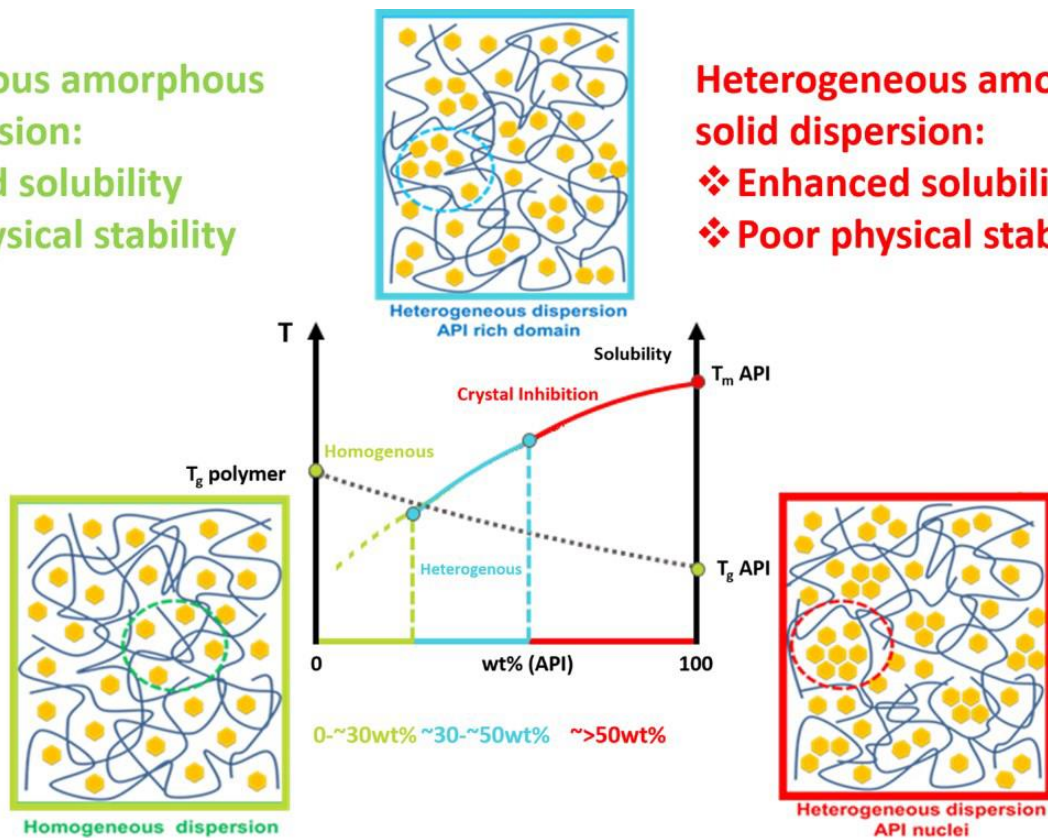 ous amorphous
sion:
d solubility
ysical stability
Heterogeneous amo
solid dispersion:
❖ Enhanced solubili
❖ Poor physical stab
Heterogeneous dispersion
API rich domain
T
Solubility
Tm API
Crystal Inhibition
Homogenous
Tg polymer
Heterogenous
Tg API
0
wt% (API)
100
0-~30wt% ~30-~50wt% ~>50wt%
Homogeneous dispersion
Heterogeneous dispersion
API nuclei